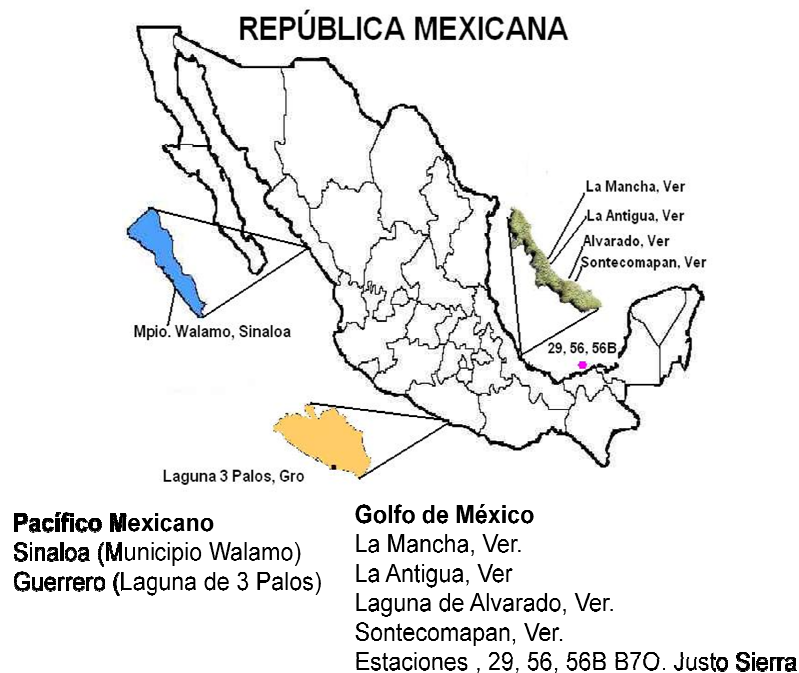 REPÚBLICA MEXICANA
La Mancha, Ver
La Antigua, Ver
Alvarado, Ver
Sontecomapan, Ver
Mpio. Walamo, Sinaloa
29, 56, 56B
Laguna 3 Palos, Gro
Pacífico Mexicano
Sinaloa (Municipio Walamo)
Guerrero (Laguna de 3 Palos)
Golfo de México
La Mancha, Ver.
La Antigua, Ver
Laguna de Alvarado, Ver.
Sontecomapan, Ver.
Estaciones , 29, 56, 56B B7O. Justo Sierra